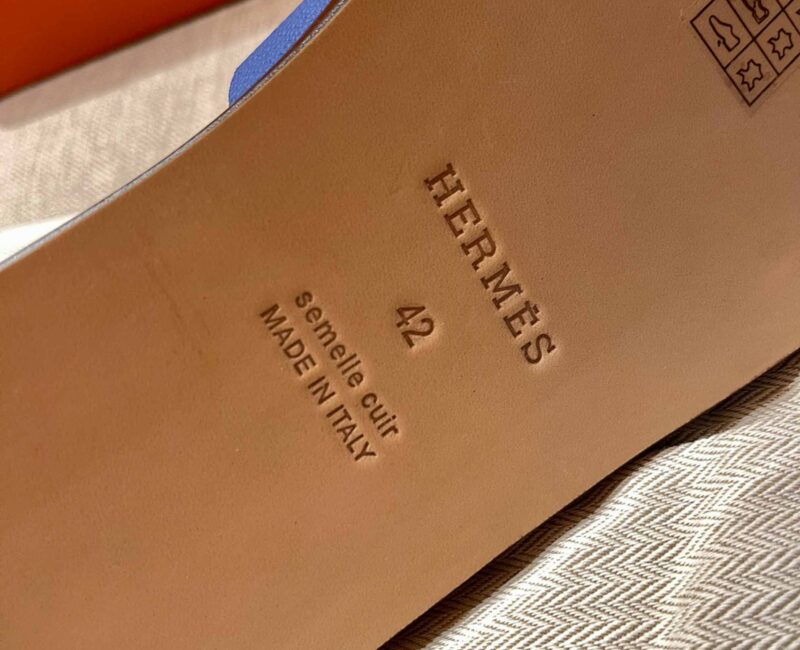 HERMÈS
42
semelle cuir
MADE IN ITALY